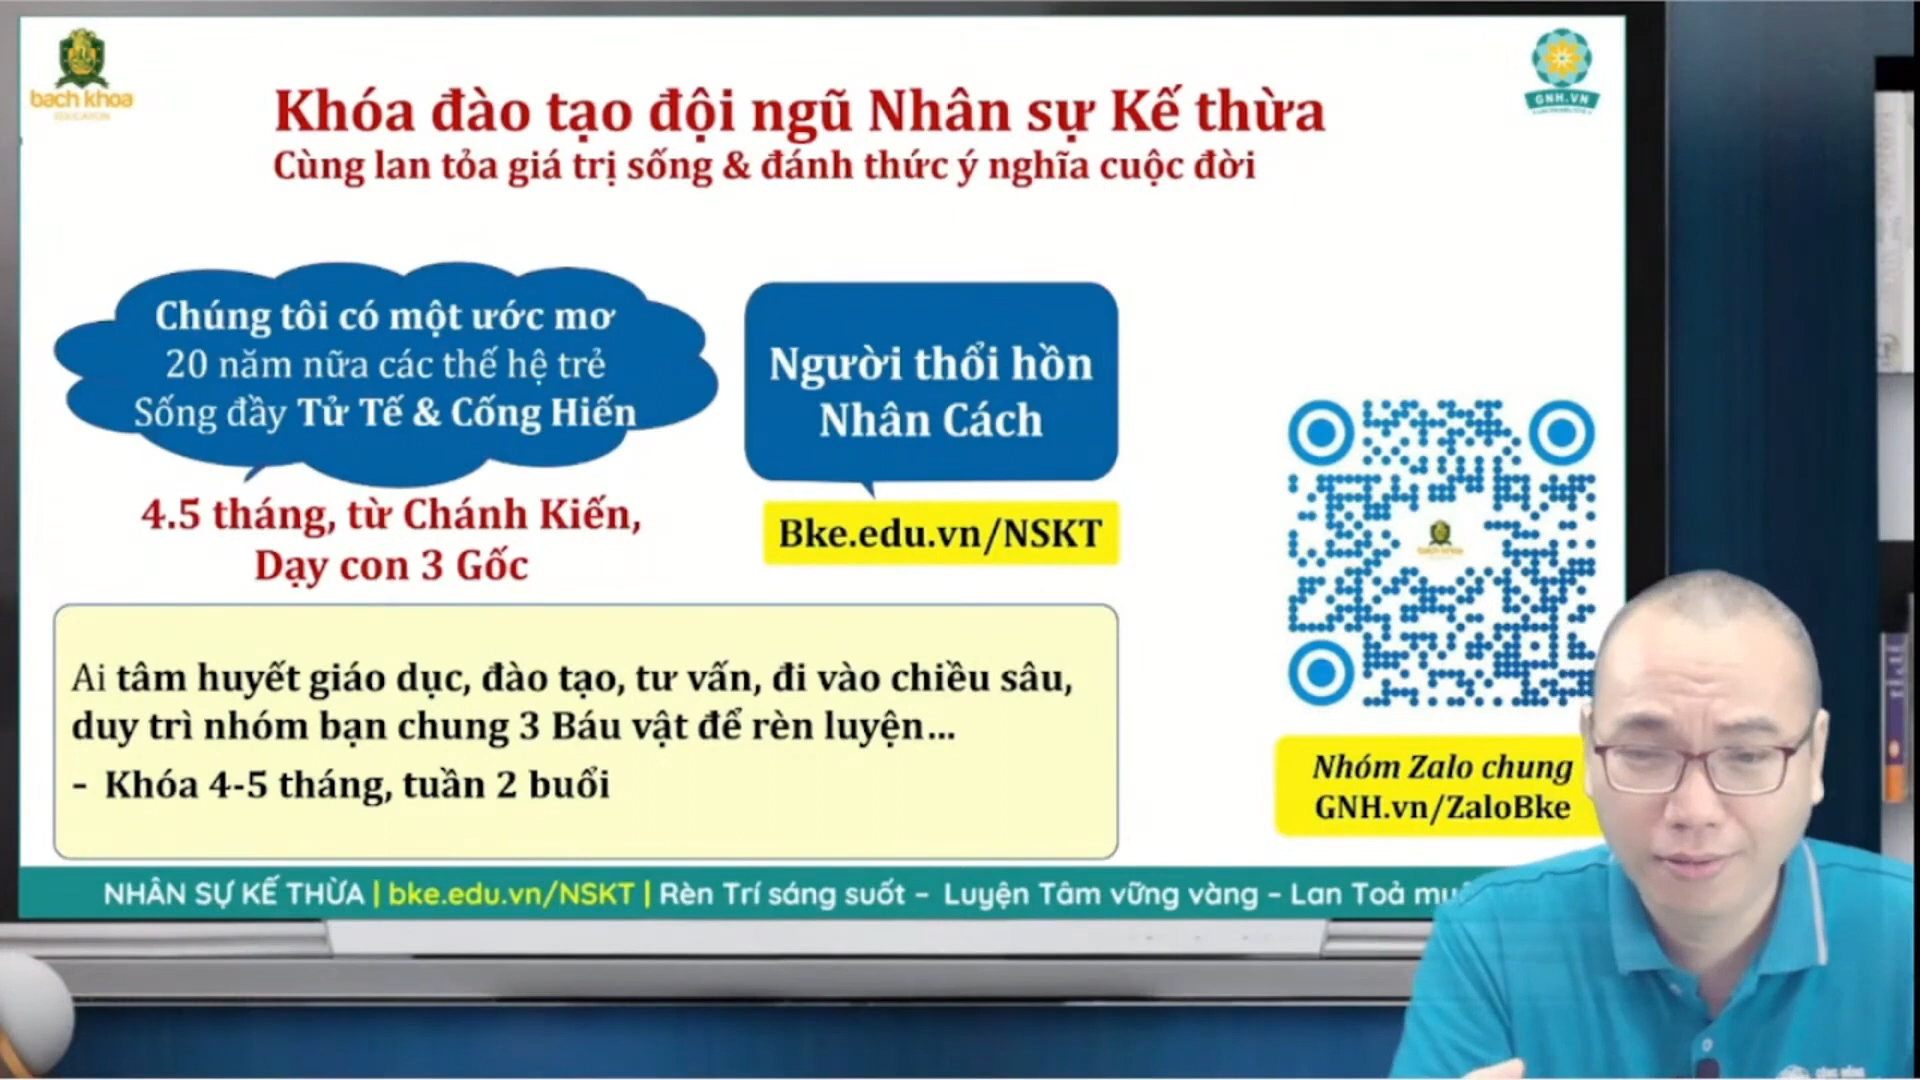 bach khoa
EDUCATION
GNH.VN
Khóa đào tạo đội ngũ Nhân sự Kế thừa
Cùng lan tỏa giá trị sống & đánh thức ý nghĩa cuộc đời
Chúng tôi có một ước mơ
20 năm nữa các thế hệ trẻ
Sống đầy Tử Tế & Cống Hiến
Người thổi hồn
Nhân Cách
4.5 tháng, từ Chánh Kiến,
Dạy con 3 Gốc
Bke.edu.vn/NSKT
bach khoa
Ai tâm huyết giáo dục, đào tạo, tư vấn, đi vào chiều sâu,
duy trì nhóm bạn chung 3 Báu vật để rèn luyện...
- Khóa 4-5 tháng, tuần 2 buổi
Nhóm Zalo chung
GNH.vn/ZaloBke
NHÂN SỰ KẾ THỪA | bke.edu.vn/NSKT | Rèn Trí sáng suốt – Luyện Tâm vững vàng – Lan Toả